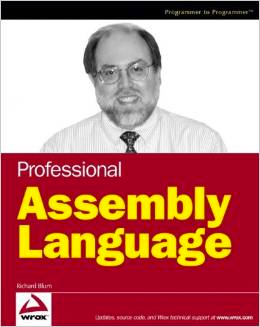 Programmer to Programmer™
Professional
Assembly
Language
Richard Blum
wrox
Updates, source code, and Wrox technical support at www.wrox.com